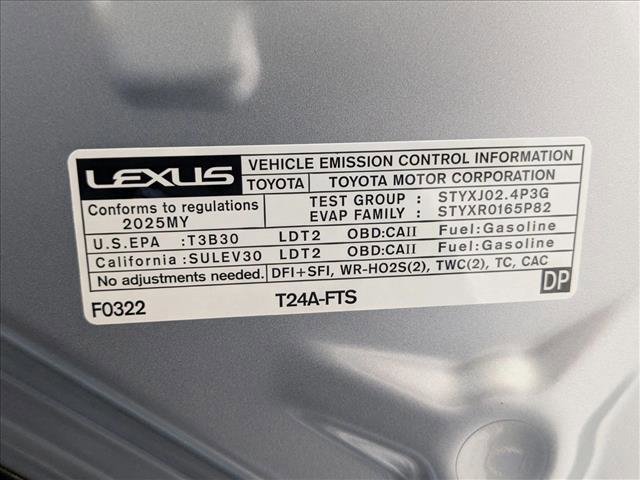 LEXUS VEHICLE EMISSION CONTROL INFORMATION
TOYOTA TOYOTA MOTOR CORPORATION
Conforms to regulations
2025MY
TEST GROUP : STYXJ02.4P3G
EVAP FAMILY : STYXR0165P82
U.S.EPA :T3B30 LDT2 OBD:CAII Fuel:Gasoline
California :SULEV30 LDT2 OBD:CAII Fuel:Gasoline
No adjustments needed. DFI+SFI, WR-HO2S(2), TWC(2), TC, CAC
F0322 T24A-FTS DP